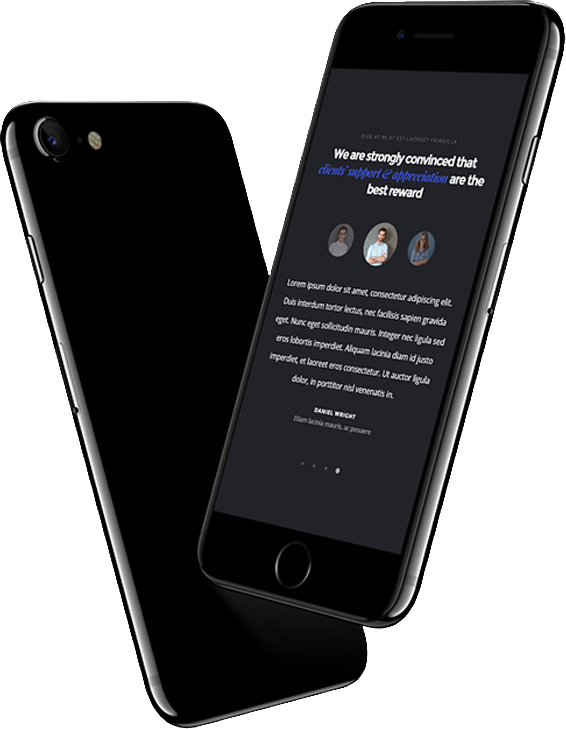 DUIS AT MI AT EST LAOREET FRINGILLA
We are strongly convinced that
clients' support & appreciation are the
best reward
Lorem ipsum dolor sit amet, consectetur adipiscing elit.
Duis interdum tortor lectus, nec facilisis sapien gravida
eget. Nunc eget sollicitudin mauris. Integer nec ligula sed
eros lobortis imperdiet. Aliquam lacinia diam id justo
imperdiet, et laoreet eros consectetur. Ut auctor ligula
dolor, in porttitor nisl venenatis in.
DANIEL WRIGHT
Etiam lacinia mauris, ac posuere